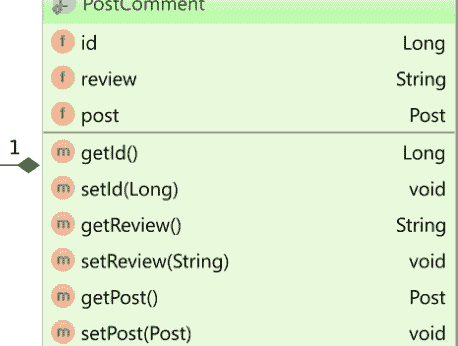 PostComment
f id Long
f review String
f post Post
1
m getId() Long
m setId(Long) void
m getReview() String
m setReview(String) void
m getPost() Post
m setPost(Post) void